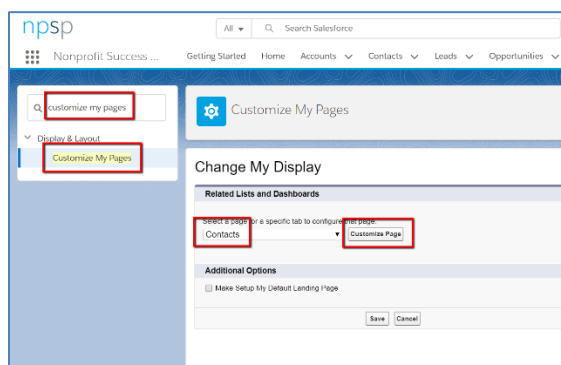 npsp
All Search Salesforce
Nonprofit Success ... Getting Started Home Accounts Contacts Leads Opportunities
customize my pages
Display & Layout
Customize My Pages
Customize My Pages
Change My Display
Related Lists and Dashboards
Select a page or a specific tab to configure that page.
Contacts Customize Page
Additional Options
Make Setup My Default Landing Page
Save Cancel